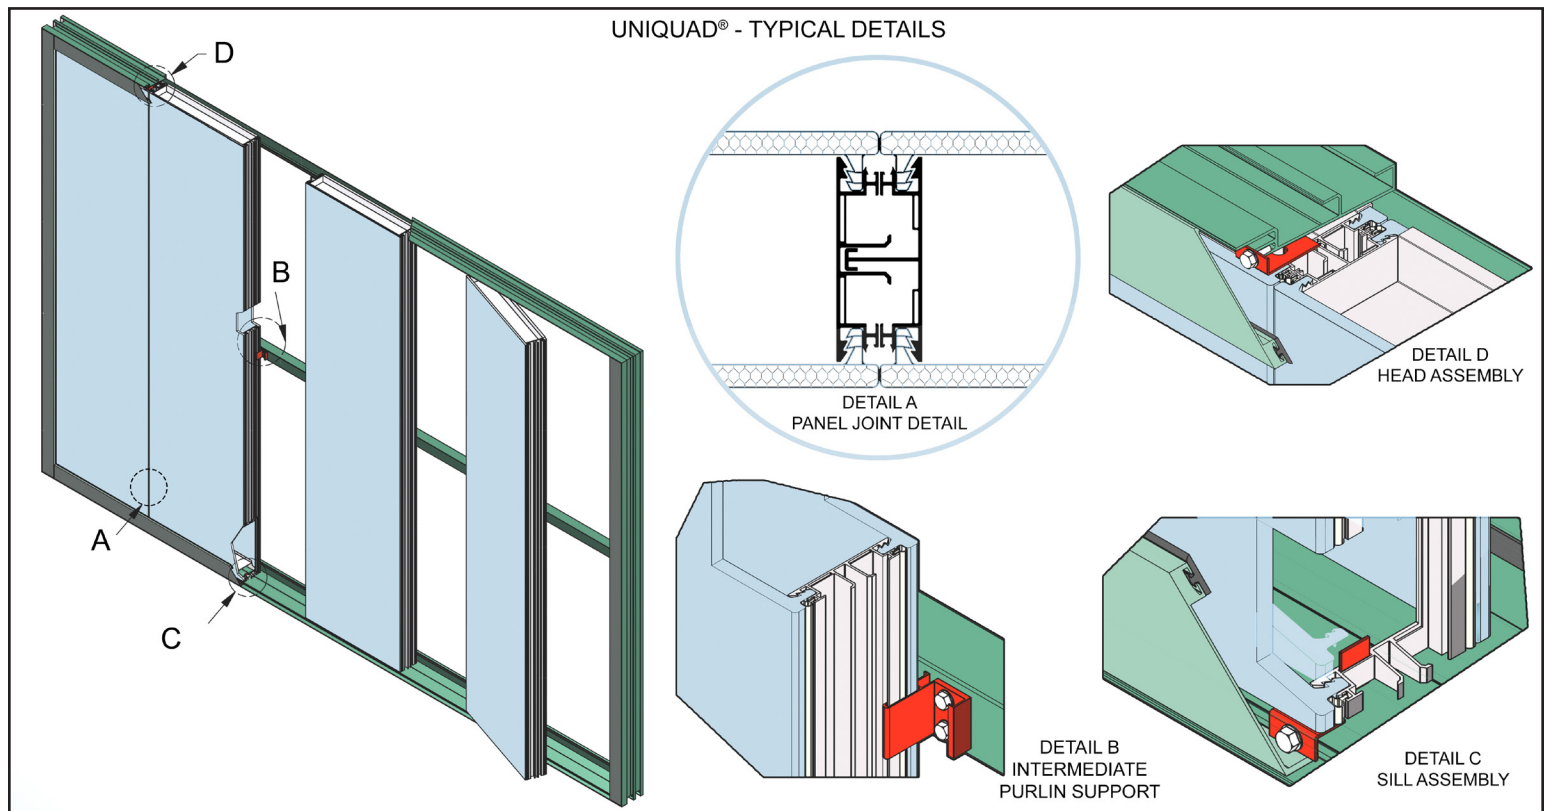 UNIQUAD® - TYPICAL DETAILS
D
B
A
C
DETAIL A
PANEL JOINT DETAIL
DETAIL D
HEAD ASSEMBLY
DETAIL B
INTERMEDIATE
PURLIN SUPPORT
DETAIL C
SILL ASSEMBLY